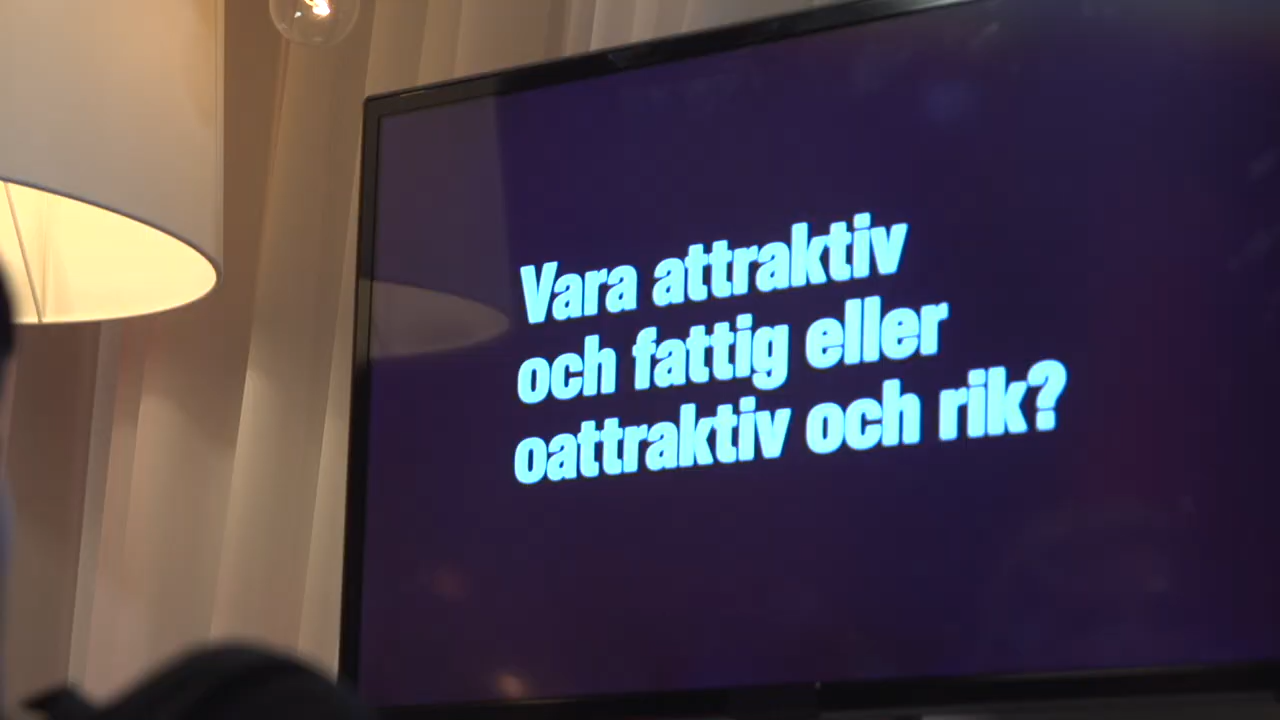 Vara attraktiv
och fattig eller
oattraktiv och rik?